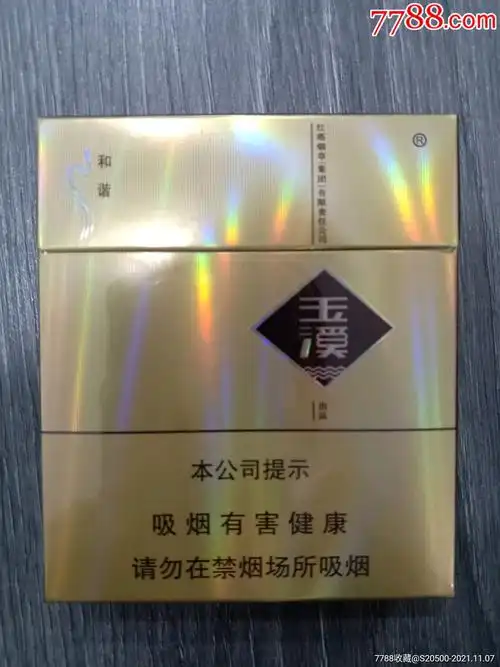 7788.com
和谐
红塔烟草(集团)有限责任公司
®
玉溪
出品
本公司提示
吸烟有害健康
请勿在禁烟场所吸烟
7788收藏@S20500-2021.11.07